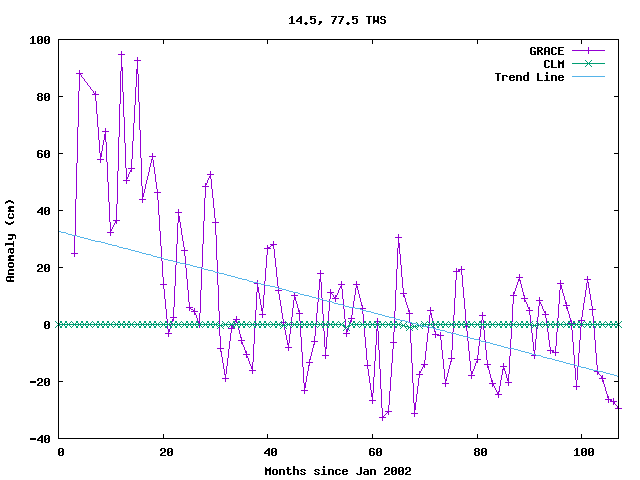 14.5, 77.5 TWS
GRACE
CLM
Trend Line
Anomaly (cm)
100
80
60
40
20
0
-20
-40
0 20 40 60 80 100
Months since Jan 2002